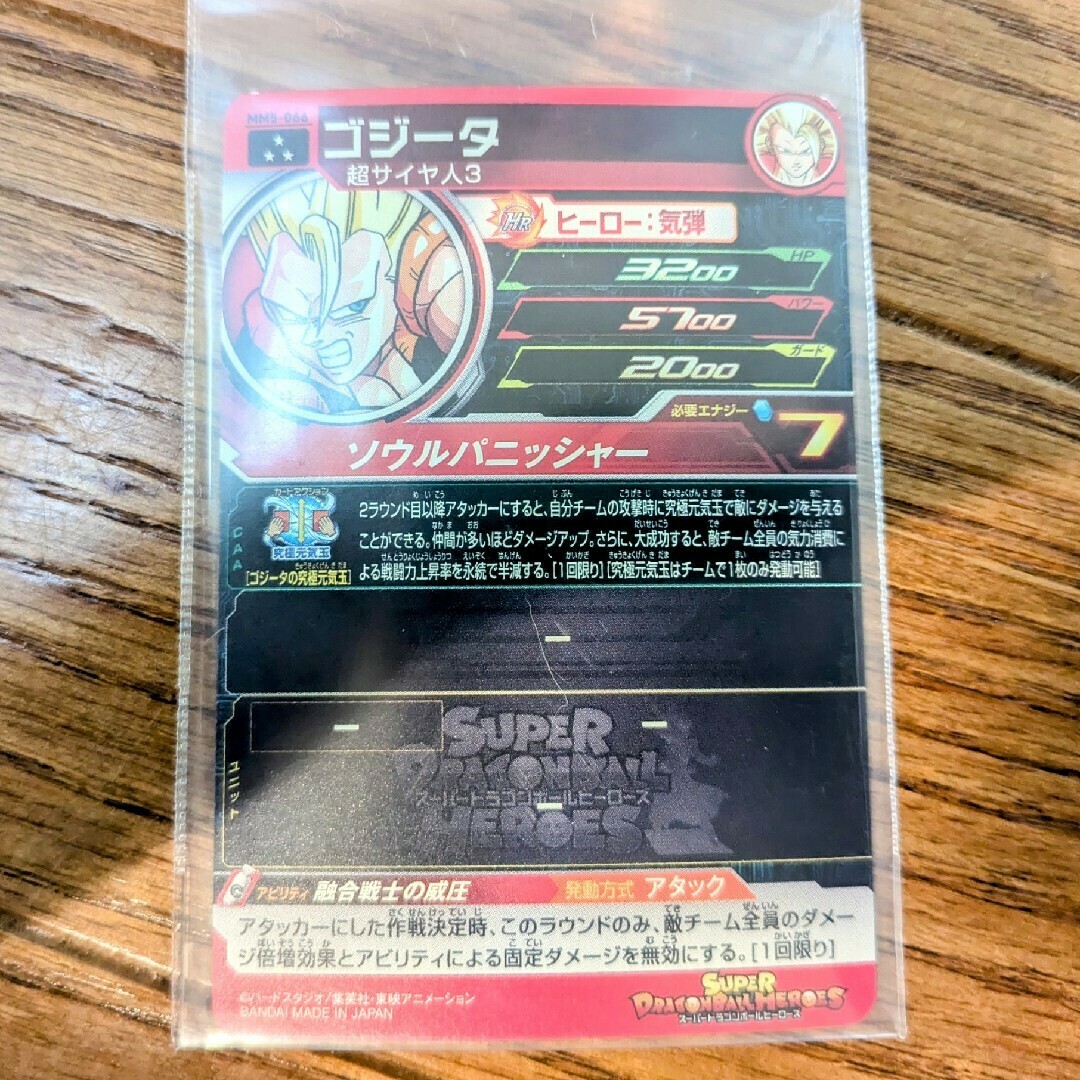 MM5-066
ゴジータ
超サイヤ人3
HR ヒーロー:気弾
HP
3200
パワー
5700
ガード
2000
必要エナジー 7
ソウルパニッシャー
CAA
カードアクション
究極元気玉
[ゴジータの究極元気玉]
2ラウンド目以降アタッカーにすると、自分チームの攻撃時に究極元気玉で敵にダメージを与える
ことができる。仲間が多いほどダメージアップ。さらに、大成功すると、敵チーム全員の気力消費に
よる戦闘力上昇率を永続で半減する。[1回限り][究極元気玉はチームで1枚のみ発動可能]
ー
ユニット
ー
ー
ー
SUPER
DRAGONBALL
スーパードラゴンボールヒーローズ
HEROES
アビリティ 融合戦士の威圧 発動方式 アタック
アタッカーにした作戦決定時、このラウンドのみ、敵チーム全員のダメー
ジ倍増効果とアビリティによる固定ダメージを無効にする。[1回限り]
©バードスタジオ/集英社・東映アニメーション
BANDAI MADE IN JAPAN
SUPER
DRAGONBALL HEROES
スーパードラゴンボールヒーローズ